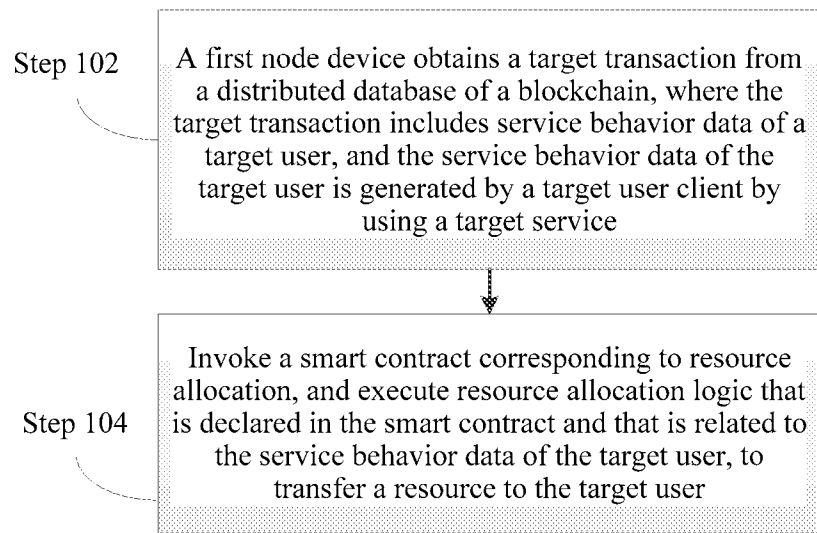 Step 102
A first node device obtains a target transaction from
a distributed database of a blockchain, where the
target transaction includes service behavior data of a
target user, and the service behavior data of the
target user is generated by a target user client by
using a target service
Step 104
Invoke a smart contract corresponding to resource
allocation, and execute resource allocation logic that
is declared in the smart contract and that is related to
the service behavior data of the target user, to
transfer a resource to the target user